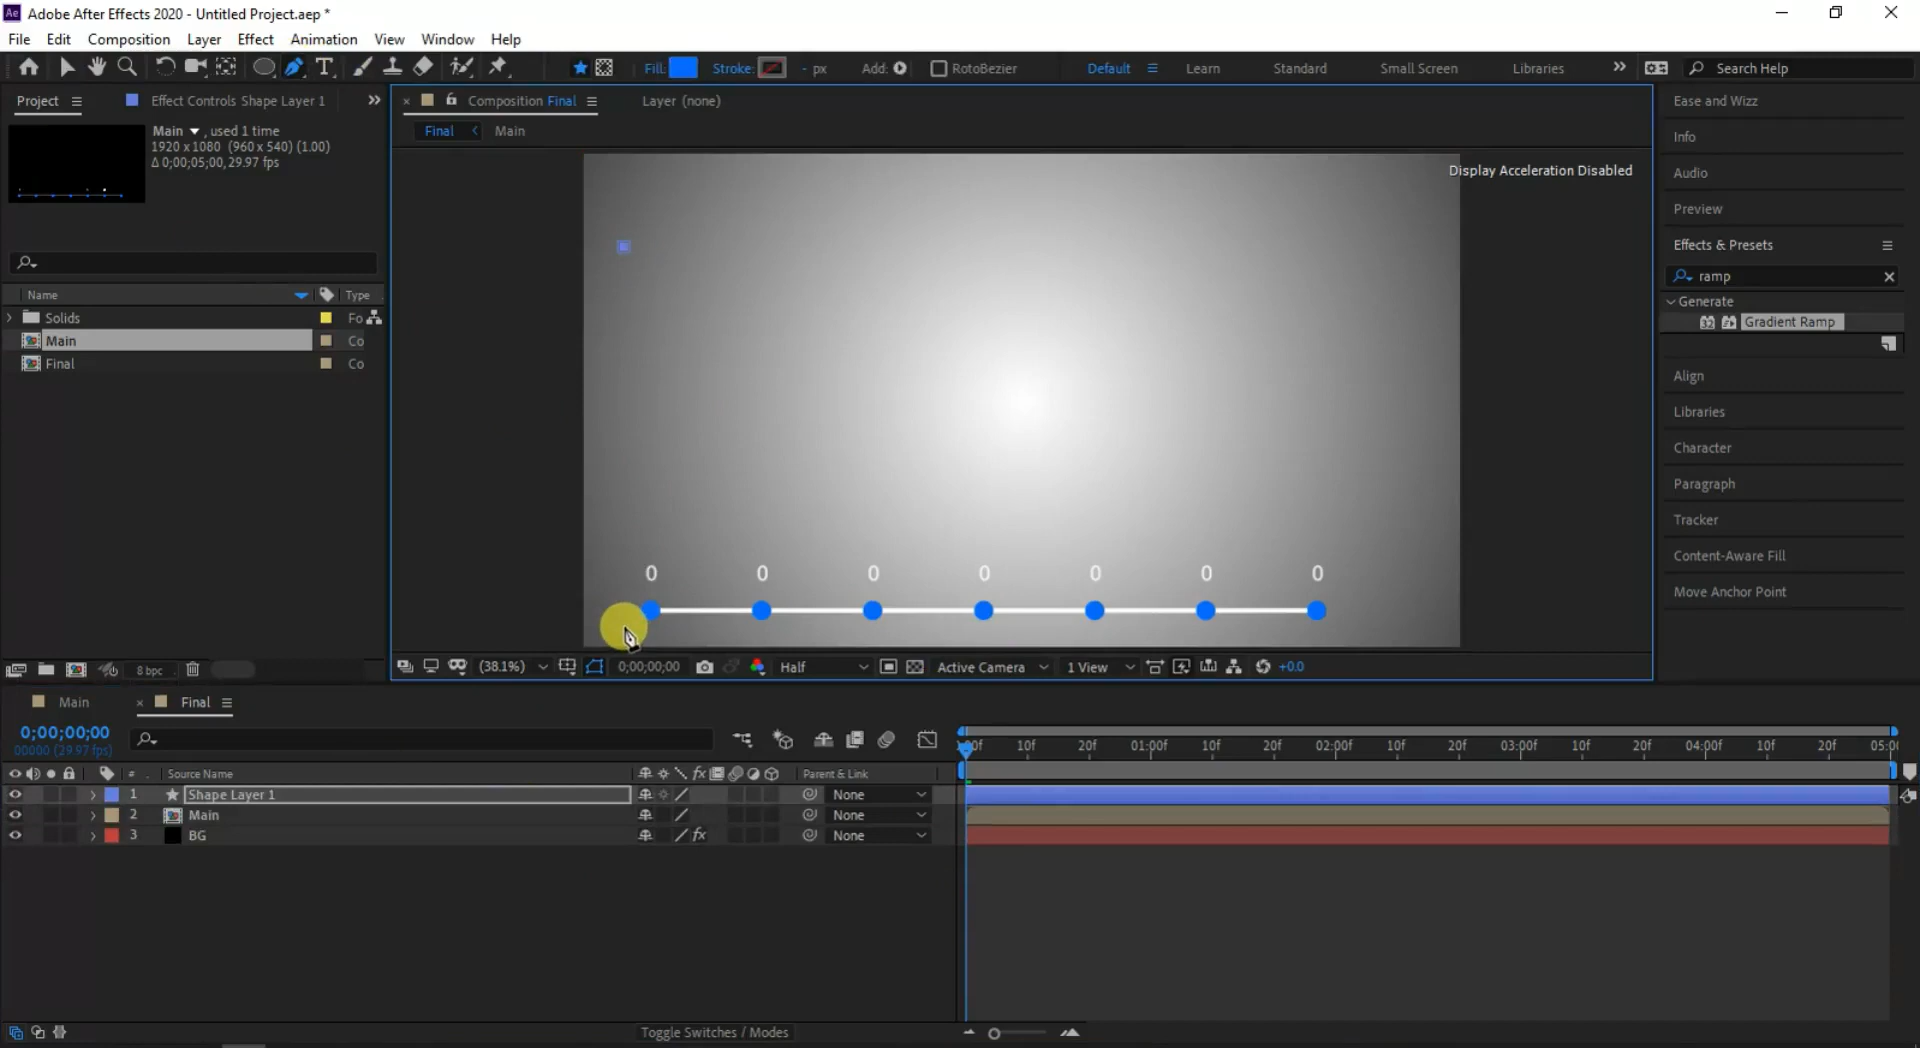 Ae Adobe After Effects 2020 - Untitled Project.aep *
File Edit Composition Layer Effect Animation View Window Help
T Fill: Stroke: - px Add: RotoBezier Default Learn Standard Small Screen Libraries Search Help
Project Effect Controls Shape Layer 1 Composition Final Layer (none) Ease and Wizz
Final Main
Main , used 1 time
1920 x 1080 (960 x 540) (1.00)
Δ 0;00;05;00, 29.97 fps
Display Acceleration Disabled
Info
Audio
Preview
Effects & Presets
ramp
Generate
32 Gradient Ramp
Align
Libraries
Character
Paragraph
Tracker
Content-Aware Fill
Move Anchor Point
Name Type
Solids Fo
Main Co
Final Co
0 0 0 0 0 0 0
8 bpc (38.1%) 0;00;00;00 Half Active Camera 1 View +0.0
Main Final
0;00;00;00
00000 (29.97 fps)
10f 20f 01:00f 10f 20f 02:00f 10f 20f 03:00f 10f 20f 04:00f 10f 20f
# . Source Name fx Parent & Link
1 Shape Layer 1 None
2 Main None
3 BG fx None
Toggle Switches / Modes